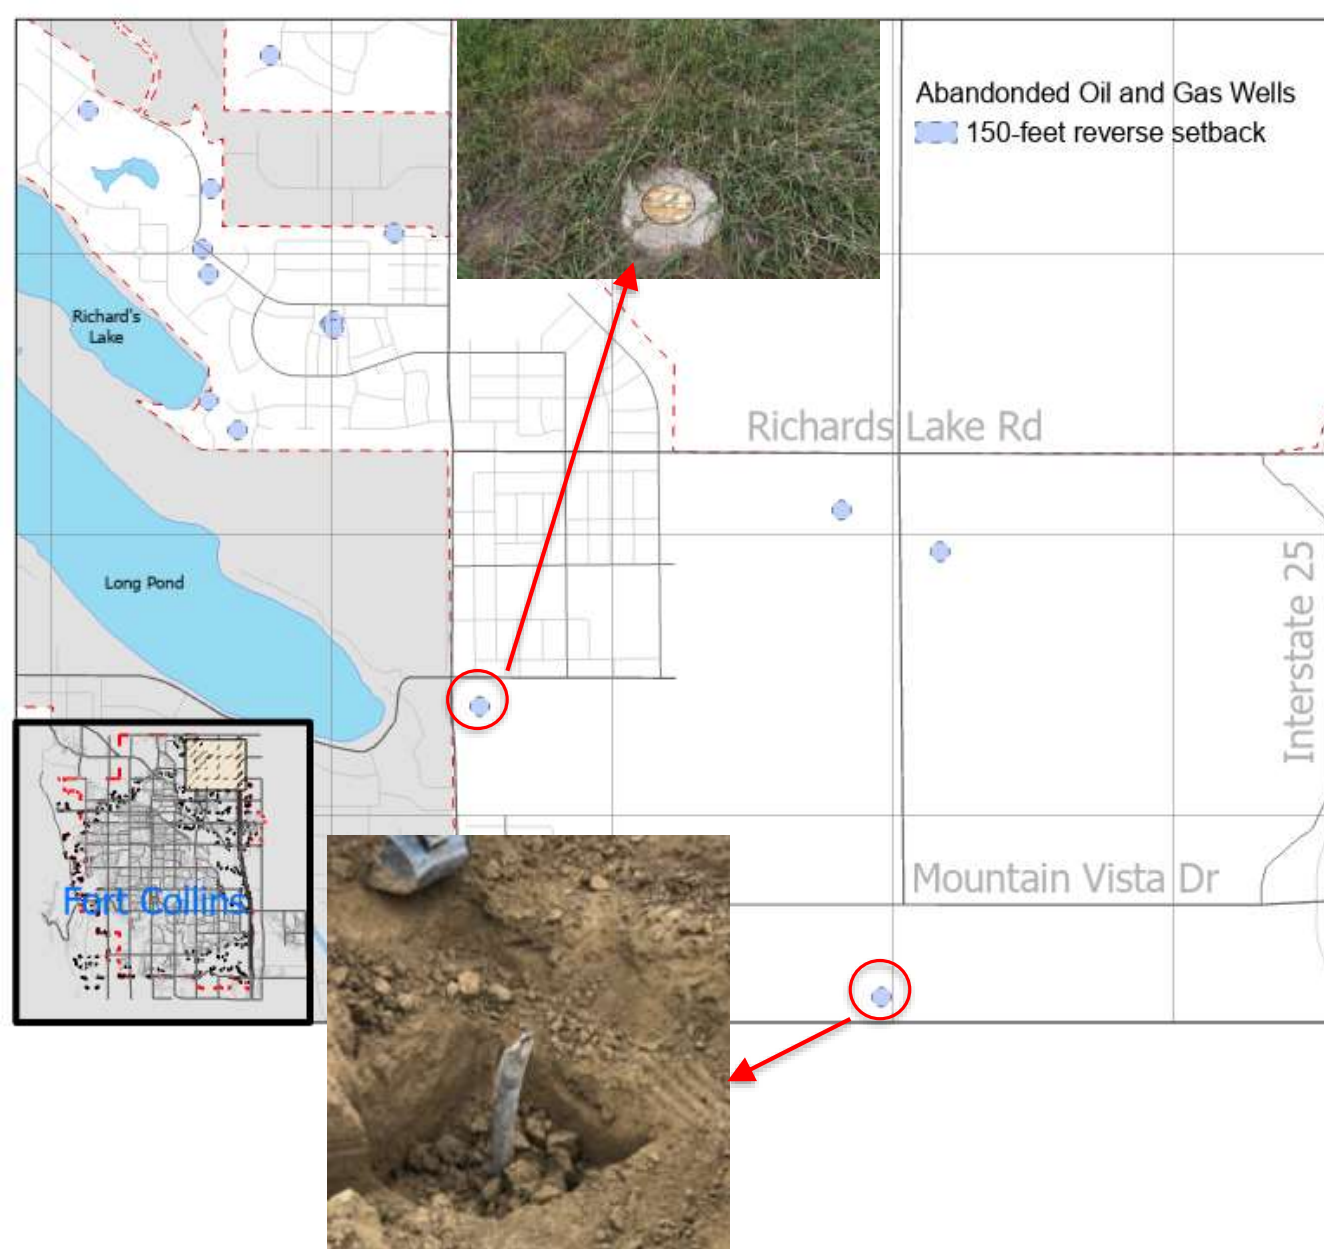 Abandonded Oil and Gas Wells
150-feet reverse setback
Richard's
Lake
Richards Lake Rd
Long Pond
Interstate 25
Mountain Vista Dr
Fort Collins